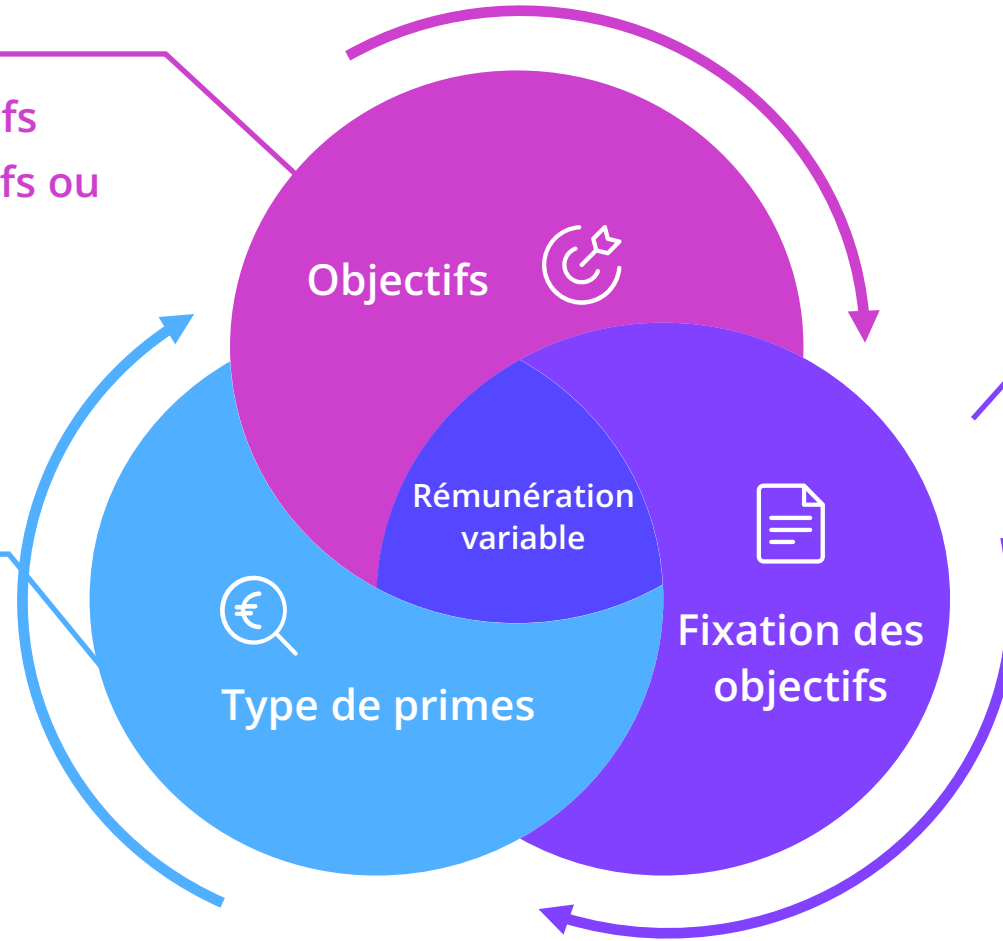 fs
fs ou
Objectifs
Rémunération
variable
Fixation des
objectifs
Type de primes